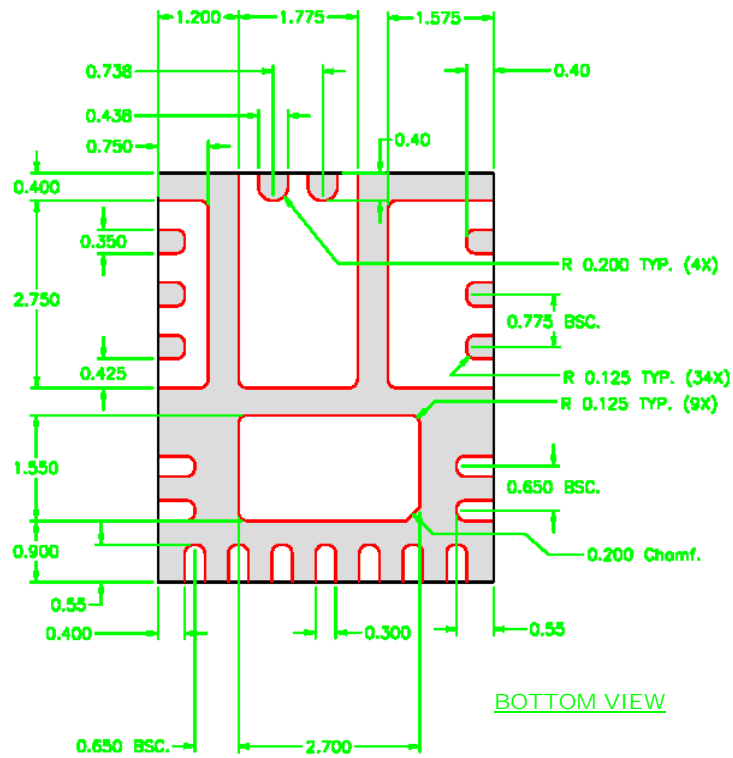 1.200 1.775 1.575
0.738 0.40
0.438
0.750 0.40
0.400
0.350 R 0.200 TYP. (4X)
2.750
0.775 BSC.
0.425 R 0.125 TYP. (34X)
R 0.125 TYP. (9X)
1.550
0.650 BSC.
0.900 0.200 Chamf.
0.55
0.400 0.300 0.55
BOTTOM VIEW
0.650 BSC. 2.700